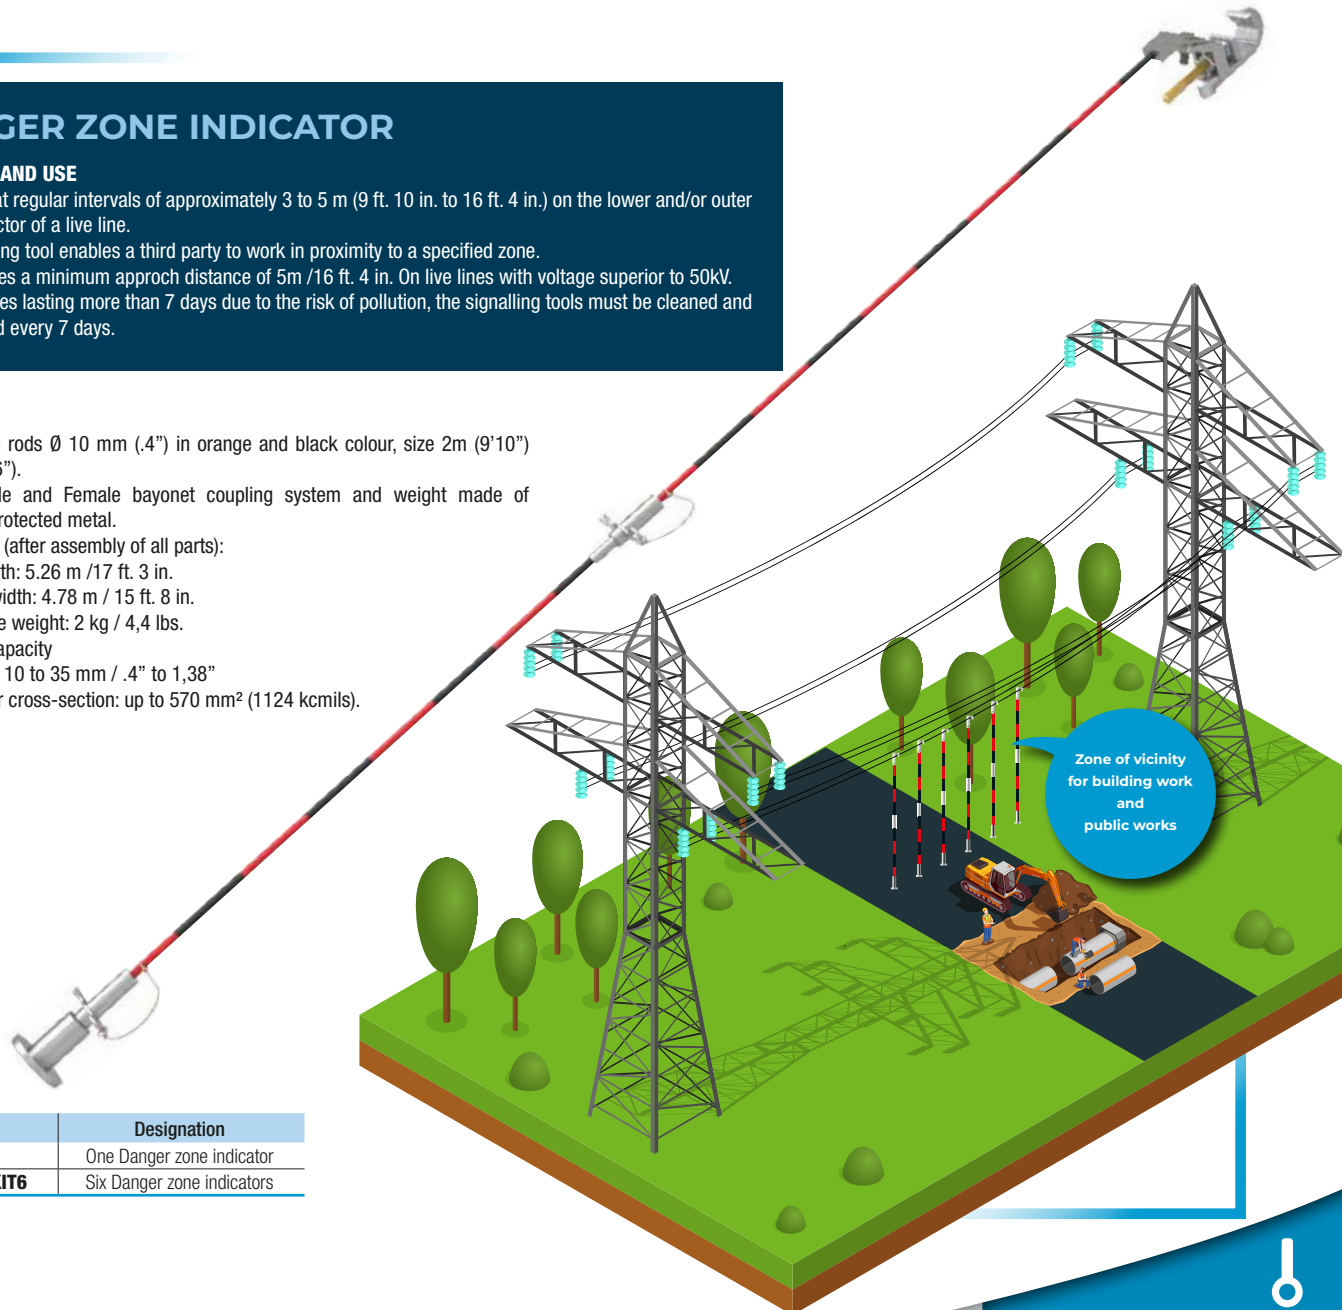 GER ZONE INDICATOR
AND USE
at regular intervals of approximately 3 to 5 m (9 ft. 10 in. to 16 ft. 4 in.) on the lower and/or outer
ctor of a live line.
ing tool enables a third party to work in proximity to a specified zone.
es a minimum approch distance of 5m /16 ft. 4 in. On live lines with voltage superior to 50kV.
es lasting more than 7 days due to the risk of pollution, the signalling tools must be cleaned and
d every 7 days.
rods Ø 10 mm (.4”) in orange and black colour, size 2m (9’10”)
6”).
le and Female bayonet coupling system and weight made of
rotected metal.
(after assembly of all parts):
th: 5.26 m /17 ft. 3 in.
width: 4.78 m / 15 ft. 8 in.
e weight: 2 kg / 4,4 lbs.
apacity
10 to 35 mm / .4” to 1,38”
r cross-section: up to 570 mm² (1124 kcmils).
Zone of vicinity
for building work
and
public works
Designation
One Danger zone indicator
KIT6 Six Danger zone indicators